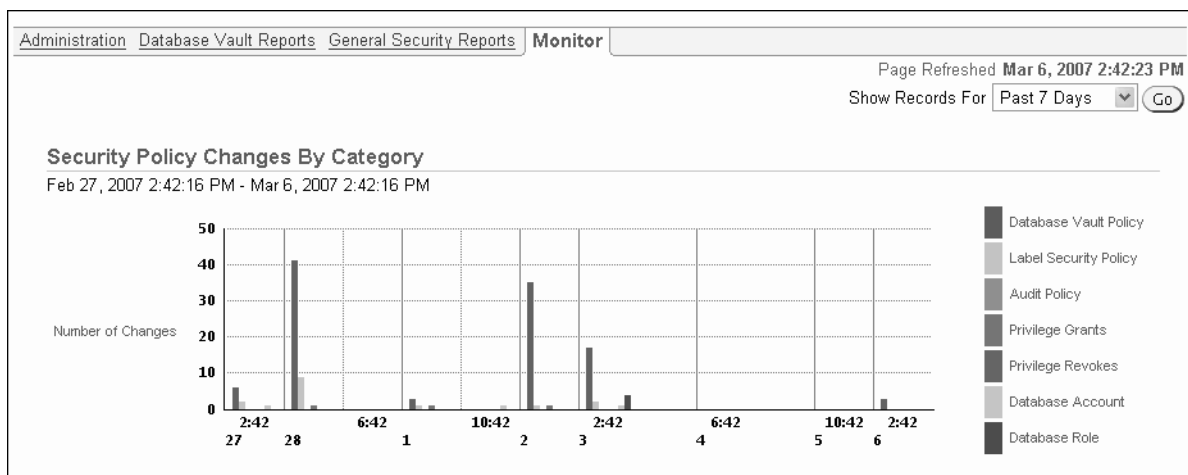 Administration Database Vault Reports General Security Reports Monitor
Page Refreshed Mar 6, 2007 2:42:23 PM
Show Records For Past 7 Days Go
Security Policy Changes By Category
Feb 27, 2007 2:42:16 PM - Mar 6, 2007 2:42:16 PM
Number of Changes
50
40
30
20
10
0
2:42 6:42 10:42 2:42 6:42 10:42 2:42
27 28 1 2 3 4 5 6
Database Vault Policy
Label Security Policy
Audit Policy
Privilege Grants
Privilege Revokes
Database Account
Database Role